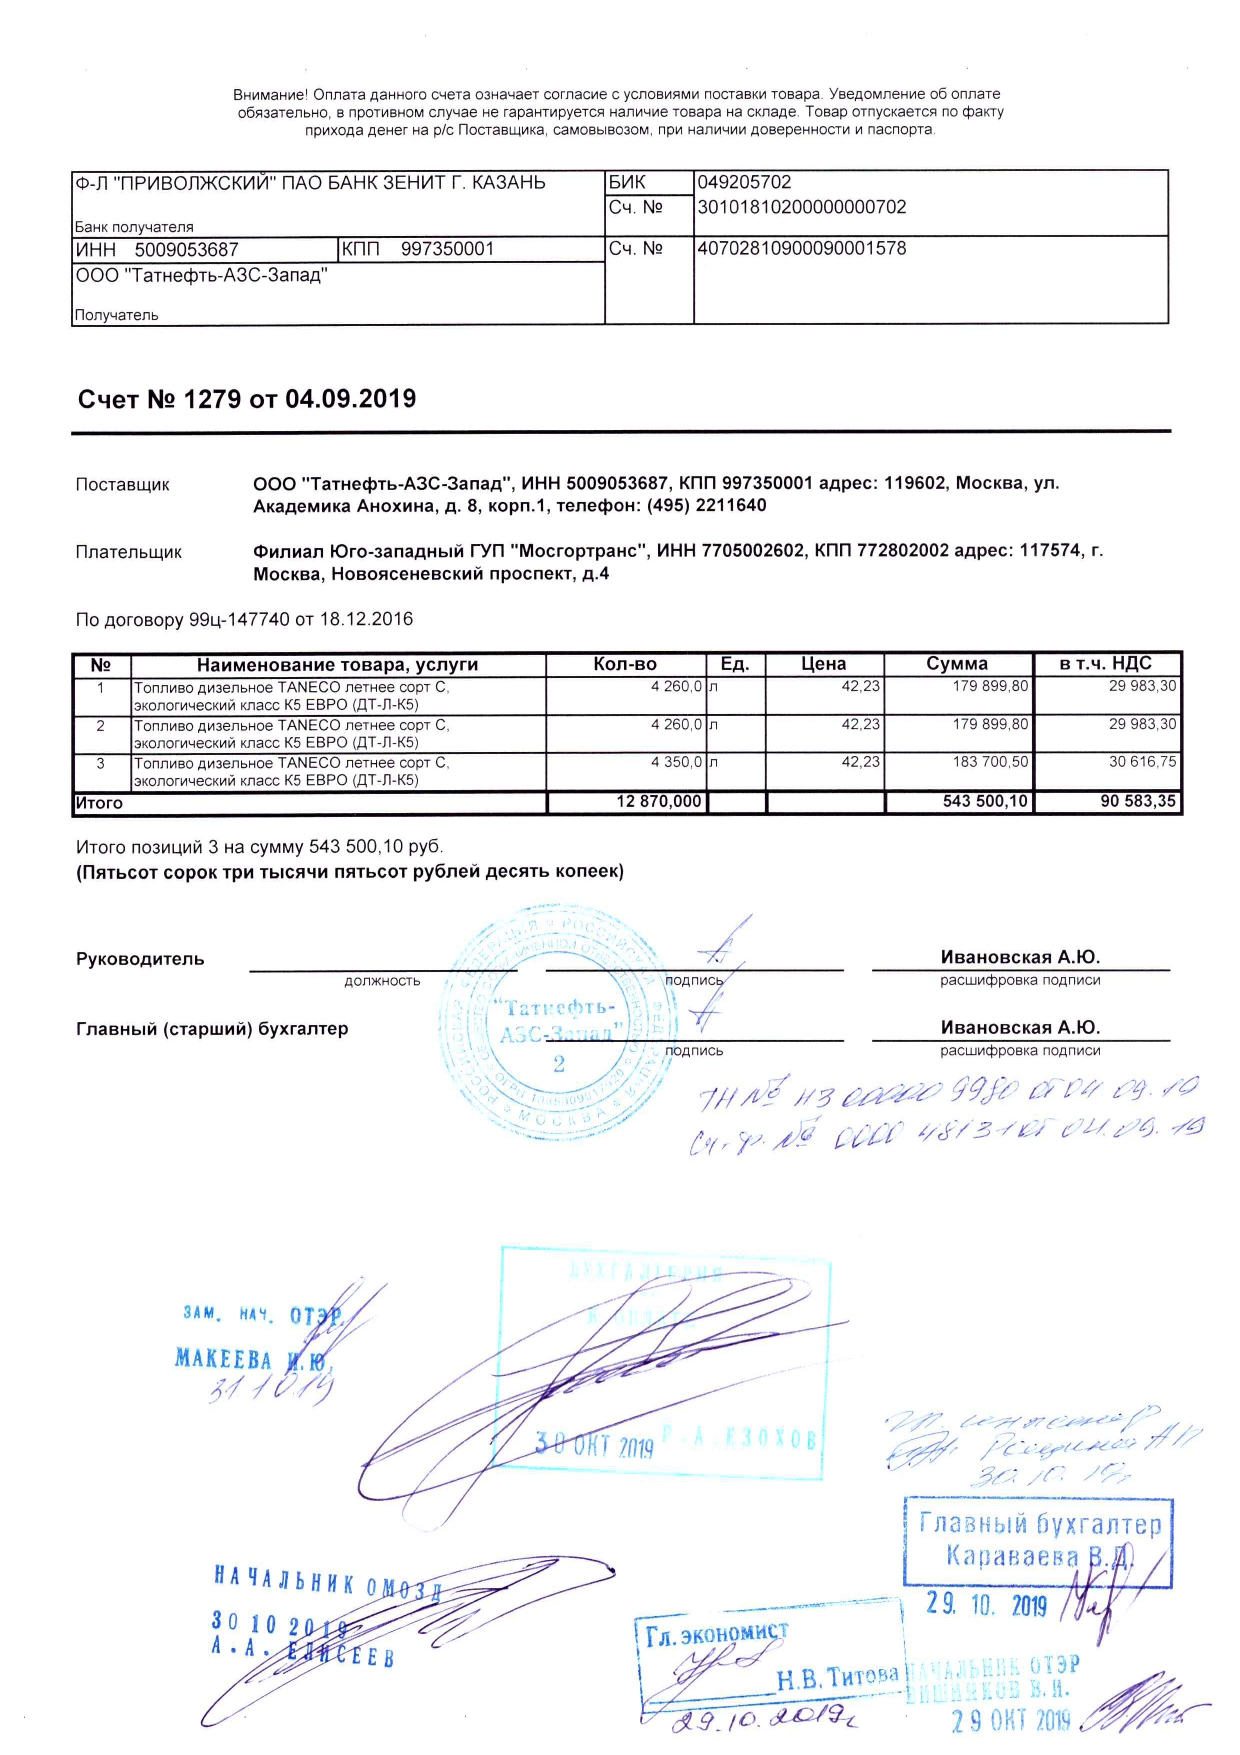 Внимание! Оплата данного счета означает согласие с условиями поставки товара. Уведомление об оплате
обязательно, в противном случае не гарантируется наличие товара на складе. Товар отпускается по факту
прихода денег на р/с Поставщика, самовывозом, при наличии доверенности и паспорта.
Ф-Л "ПРИВОЛЖСКИЙ" ПАО БАНК ЗЕНИТ Г. КАЗАНЬ БИК 049205702
Сч. № 30101810200000000702
Банк получателя
ИНН 5009053687 КПП 997350001 Сч. № 40702810900090001578
ООО "Татнефть-АЗС-Запад"
Получатель
Счет № 1279 от 04.09.2019
Поставщик ООО "Татнефть-АЗС-Запад", ИНН 5009053687, КПП 997350001 адрес: 119602, Москва, ул.
Академика Анохина, д. 8, корп.1, телефон: (495) 2211640
Плательщик Филиал Юго-западный ГУП "Мосгортранс", ИНН 7705002602, КПП 772802002 адрес: 117574, г.
Москва, Новоясеневский проспект, д.4
По договору 99ц-147740 от 18.12.2016
№ Наименование товара, услуги Кол-во Ед. Цена Сумма в т.ч. НДС
1 Топливо дизельное TANECO летнее сорт С, 4 260,0 л 42,23 179 899,80 29 983,30
экологический класс К5 ЕВРО (ДТ-Л-К5)
2 Топливо дизельное TANECO летнее сорт С, 4 260,0 л 42,23 179 899,80 29 983,30
экологический класс К5 ЕВРО (ДТ-Л-К5)
3 Топливо дизельное TANECO летнее сорт С, 4 350,0 л 42,23 183 700,50 30 616,75
экологический класс К5 ЕВРО (ДТ-Л-К5)
Итого 12 870,000 543 500,10 90 583,35
Итого позиций 3 на сумму 543 500,10 руб.
(Пятьсот сорок три тысячи пятьсот рублей десять копеек)
Руководитель Ивановская А.Ю.
должность подпись расшифровка подписи
"Татнефть-
АЗС-Запад"
2
МОСКВА
Главный (старший) бухгалтер Ивановская А.Ю.
подпись расшифровка подписи
ТН № НЗ 000009980 от 04.09.19
Сч.ф. № 0000 48131 от 04.09.19
БУХГАЛТЕРИЯ
К ОПЛАТЕ
ЗАМ. НАЧ. ОТЭР
МАКЕЕВА И.Ю.
31 10 19
30 ОКТ 2019
30.10.19г
Главный бухгалтер
Караваева В.Д.
29. 10. 2019
НАЧАЛЬНИК ОМОЗД
30 10 2019
А.А. ЕЛИСЕЕВ
Гл.экономист
Н.В.Титова
29.10.2019г
НАЧАЛЬНИК ОТЭР
ВИШНЯКОВ В.Н.
29 ОКТ 2019